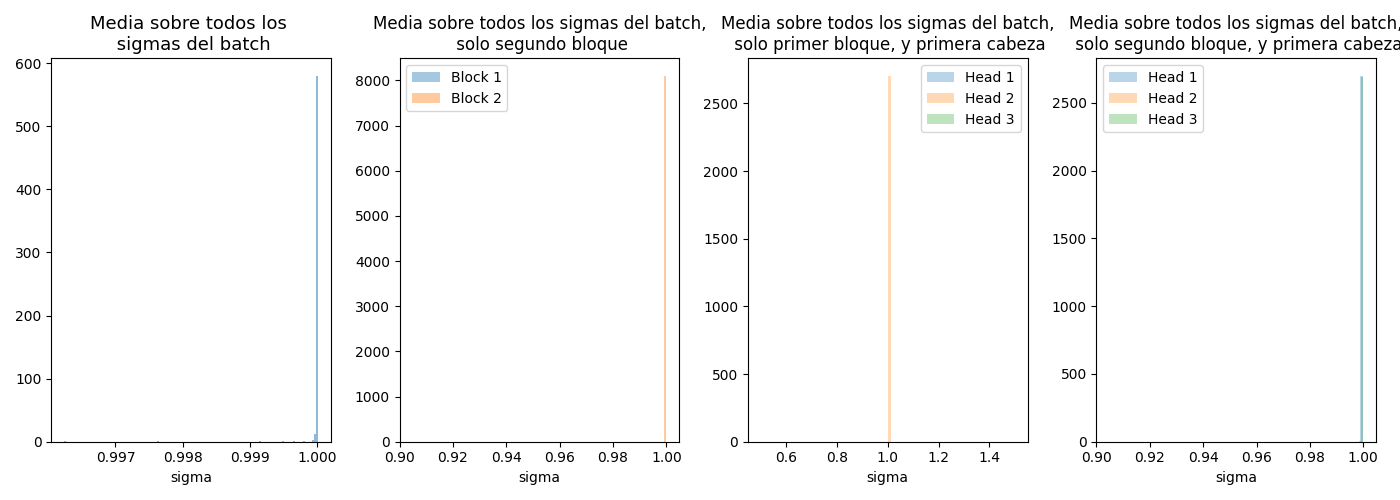 Media sobre todos los
sigmas del batch
600
500
400
300
200
100
0
0.997 0.998 0.999 1.000
sigma
Media sobre todos los sigmas del batch,
solo segundo bloque
Block 1
Block 2
8000
7000
6000
5000
4000
3000
2000
1000
0
0.90 0.92 0.94 0.96 0.98 1.00
sigma
Media sobre todos los sigmas del batch,
solo primer bloque, y primera cabeza
Head 1
Head 2
Head 3
2500
2000
1500
1000
500
0
0.6 0.8 1.0 1.2 1.4
sigma
Media sobre todos los sigmas del batch,
solo segundo bloque, y primera cabeza
Head 1
Head 2
Head 3
2500
2000
1500
1000
500
0
0.90 0.92 0.94 0.96 0.98 1.00
sigma